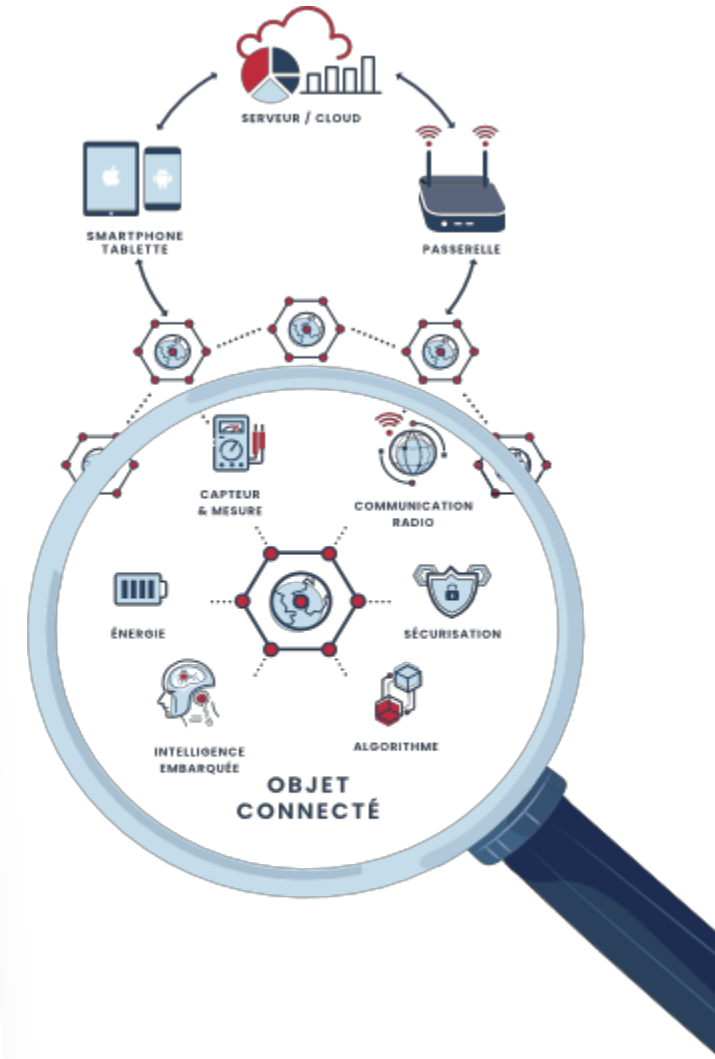 SERVEUR / CLOUD
SMARTPHONE
TABLETTE
PASSERELLE
CAPTEUR
& MESURE
COMMUNICATION
RADIO
ÉNERGIE
SÉCURISATION
INTELLIGENCE
EMBARQUÉE
ALGORITHME
OBJET
CONNECTÉ